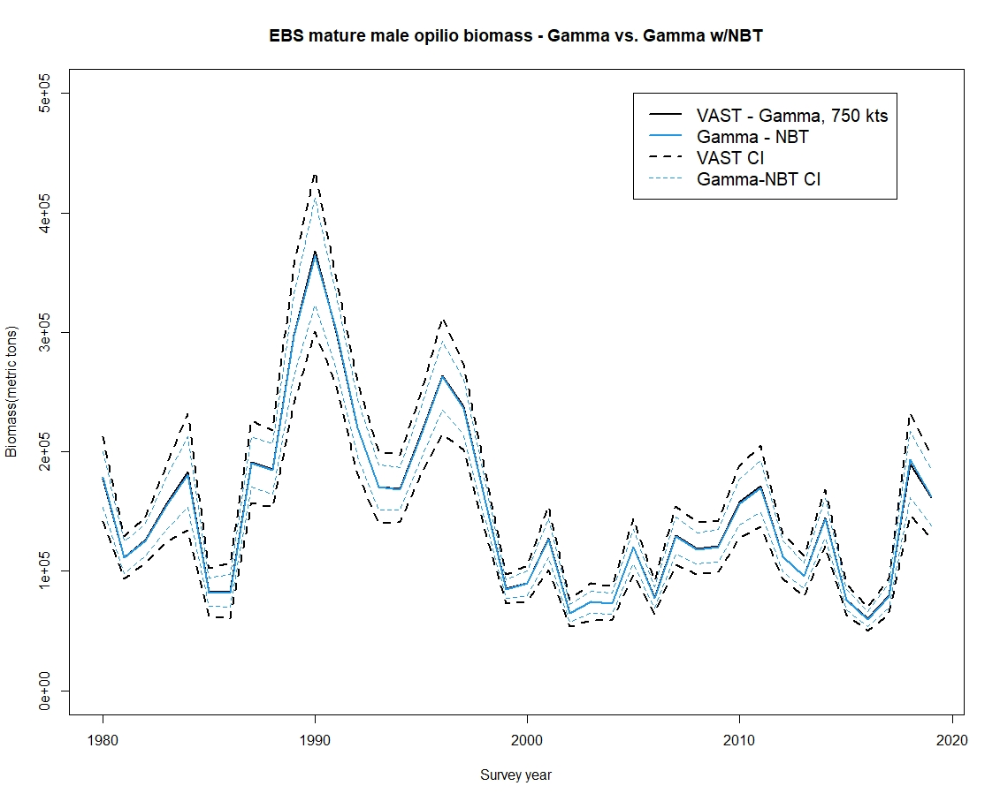 EBS mature male opilio biomass - Gamma vs. Gamma w/NBT
5e+05
4e+05
3e+05
2e+05
1e+05
0e+00
Biomass(metric tons)
VAST - Gamma, 750 kts
Gamma - NBT
VAST CI
Gamma-NBT CI
1980 1990 2000 2010 2020
Survey year